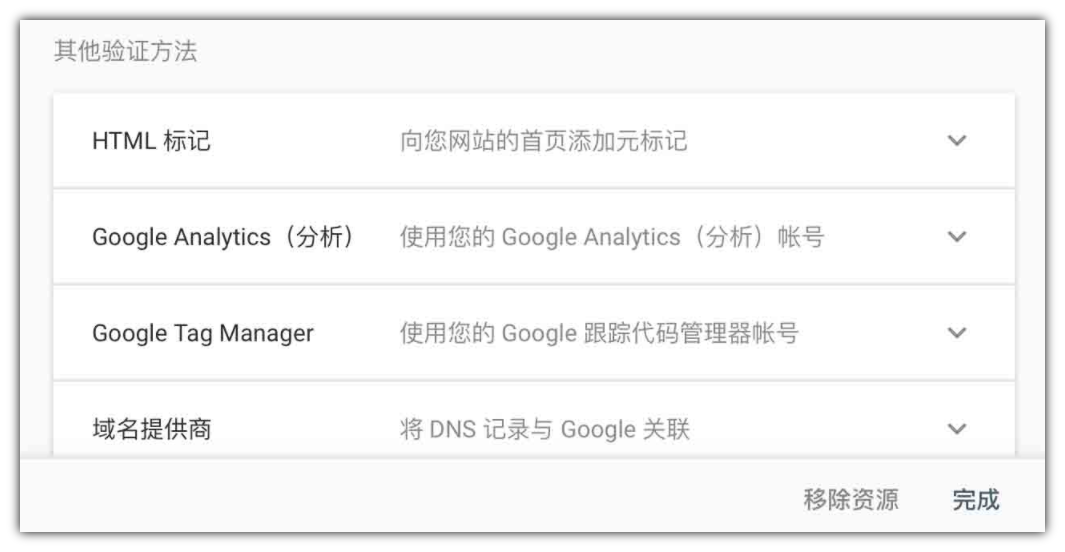 其他验证方法
HTML 标记 向您网站的首页添加元标记
Google Analytics（分析） 使用您的 Google Analytics（分析）帐号
Google Tag Manager 使用您的 Google 跟踪代码管理器帐号
域名提供商 将 DNS 记录与 Google 关联
移除资源 完成